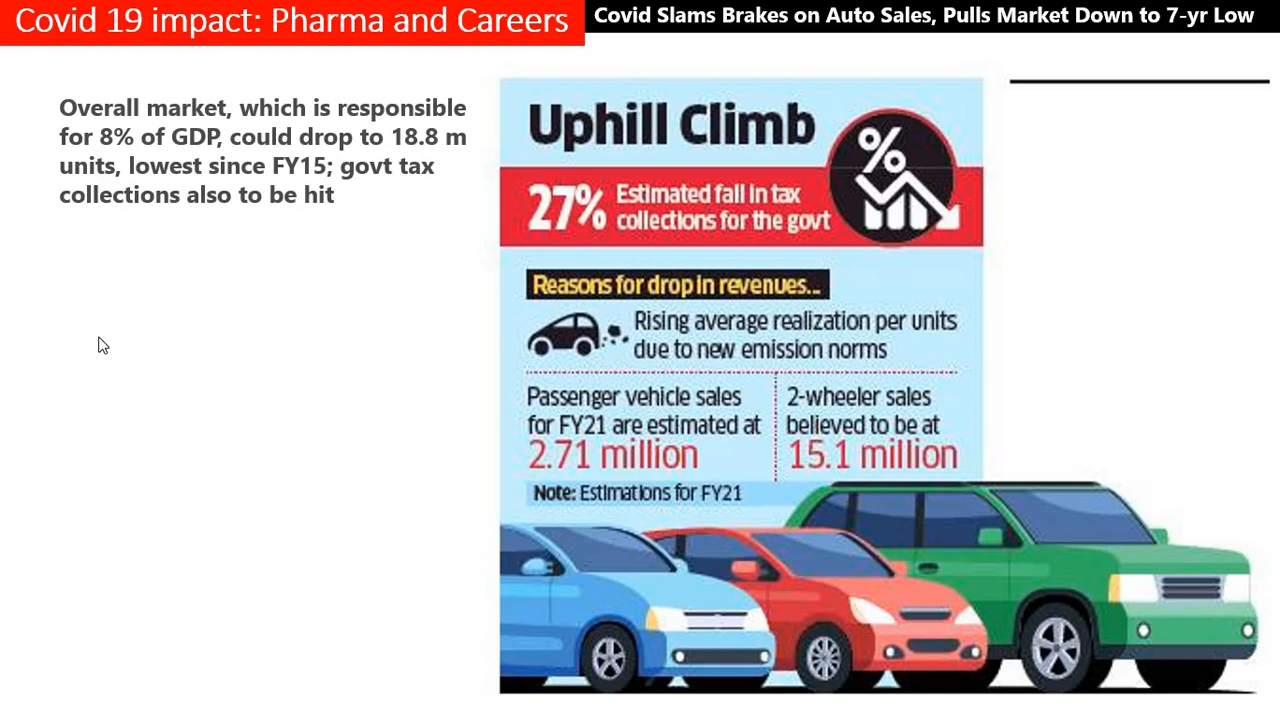 Covid 19 impact: Pharma and Careers
Covid Slams Brakes on Auto Sales, Pulls Market Down to 7-yr Low
Overall market, which is responsible
for 8% of GDP, could drop to 18.8 m
units, lowest since FY15; govt tax
collections also to be hit
Uphill Climb
%
27% Estimated fall in tax
collections for the govt
Reasons for drop in revenues...
Rising average realization per units
due to new emission norms
Passenger vehicle sales
for FY21 are estimated at
2.71 million
2-wheeler sales
believed to be at
15.1 million
Note: Estimations for FY21